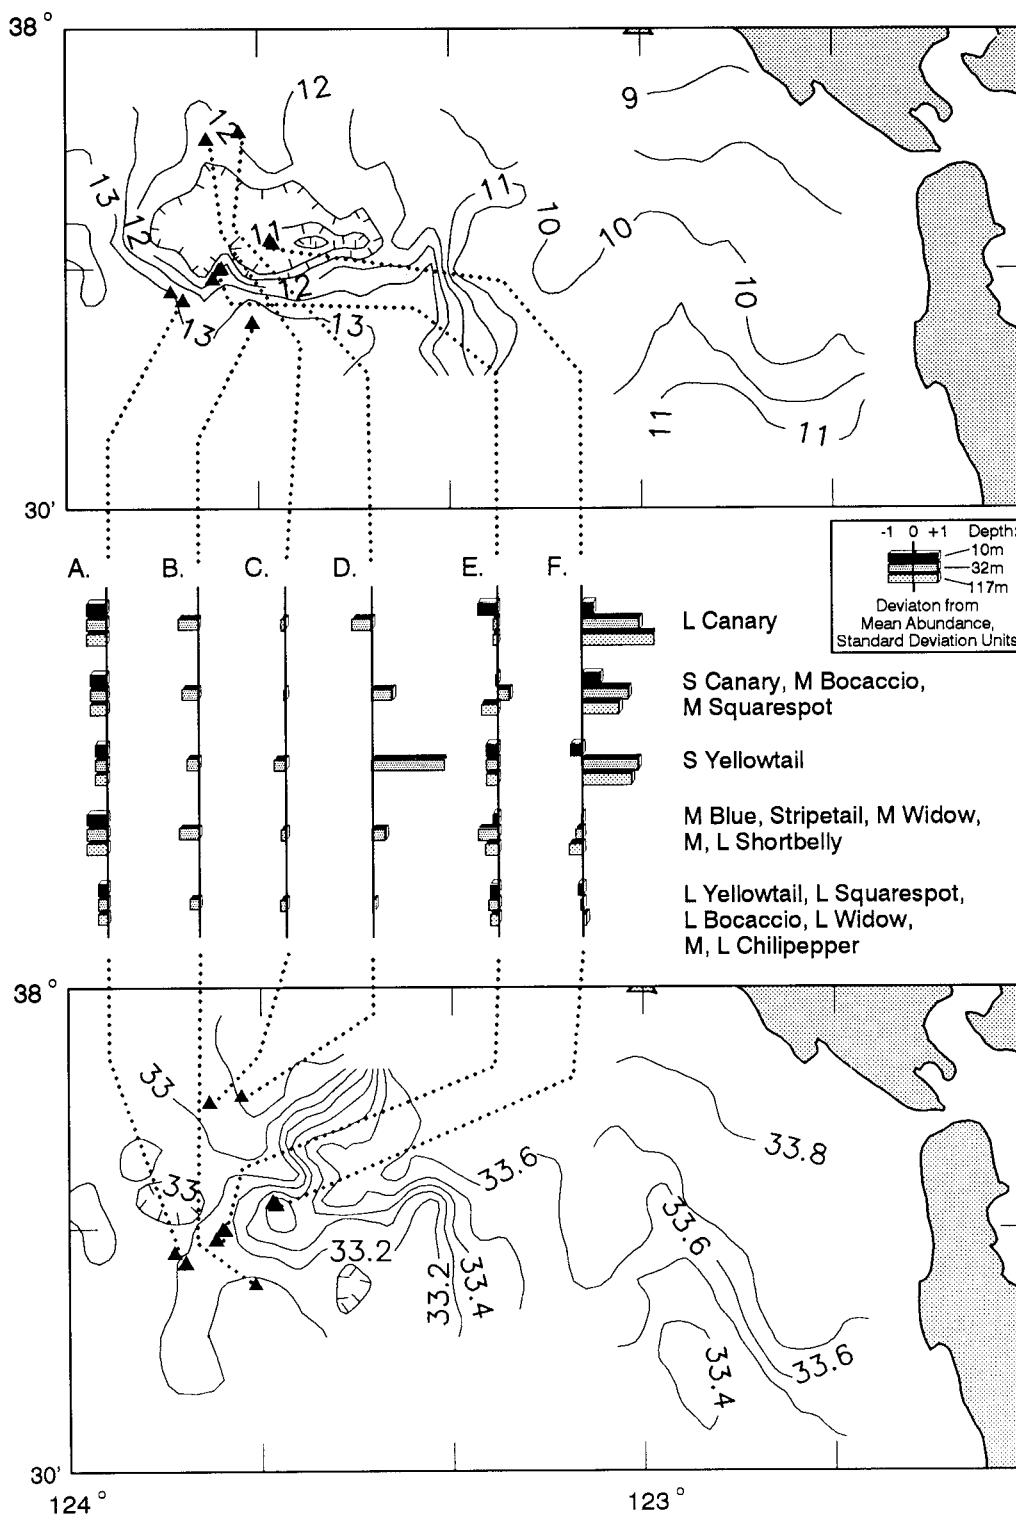 38 °
12
9
12
13
11
12
10
10
11
12
10
13
13
11
11
30'
-1 0 +1 Depth:
10m
32m
117m
Deviaton from
Mean Abundance,
Standard Deviation Units
A. B. C. D. E. F.
L Canary
S Canary, M Bocaccio,
M Squarespot
S Yellowtail
M Blue, Stripetail, M Widow,
M, L Shortbelly
L Yellowtail, L Squarespot,
L Bocaccio, L Widow,
M, L Chilipepper
38 °
33
33.8
33.6
33
33.6
33.2
33.2
33.4
33.6
33.4
30'
124 ° 123 °